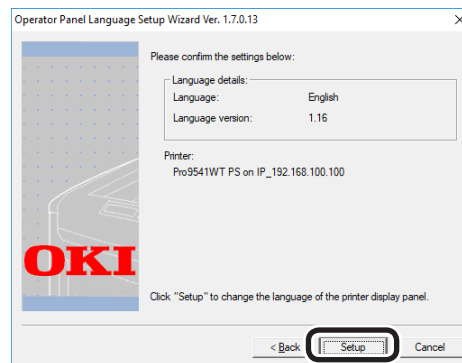 Operator Panel Language Setup Wizard Ver. 1.7.0.13
Please confirm the settings below:
Language details:
Language: English
Language version: 1.16
Printer:
Pro9541WT PS on IP_192.168.100.100
OKI
Click "Setup" to change the language of the printer display panel.
< Back Setup Cancel